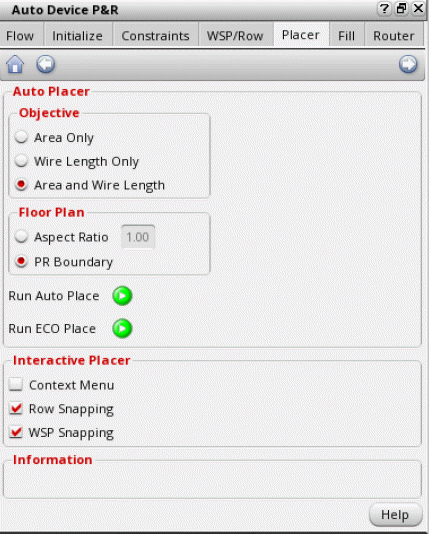 Auto Device P&R
Flow Initialize Constraints WSP/Row Placer Fill Router
Auto Placer
Objective
Area Only
Wire Length Only
Area and Wire Length
Floor Plan
Aspect Ratio 1.00
PR Boundary
Run Auto Place
Run ECO Place
Interactive Placer
Context Menu
Row Snapping
WSP Snapping
Information
Help